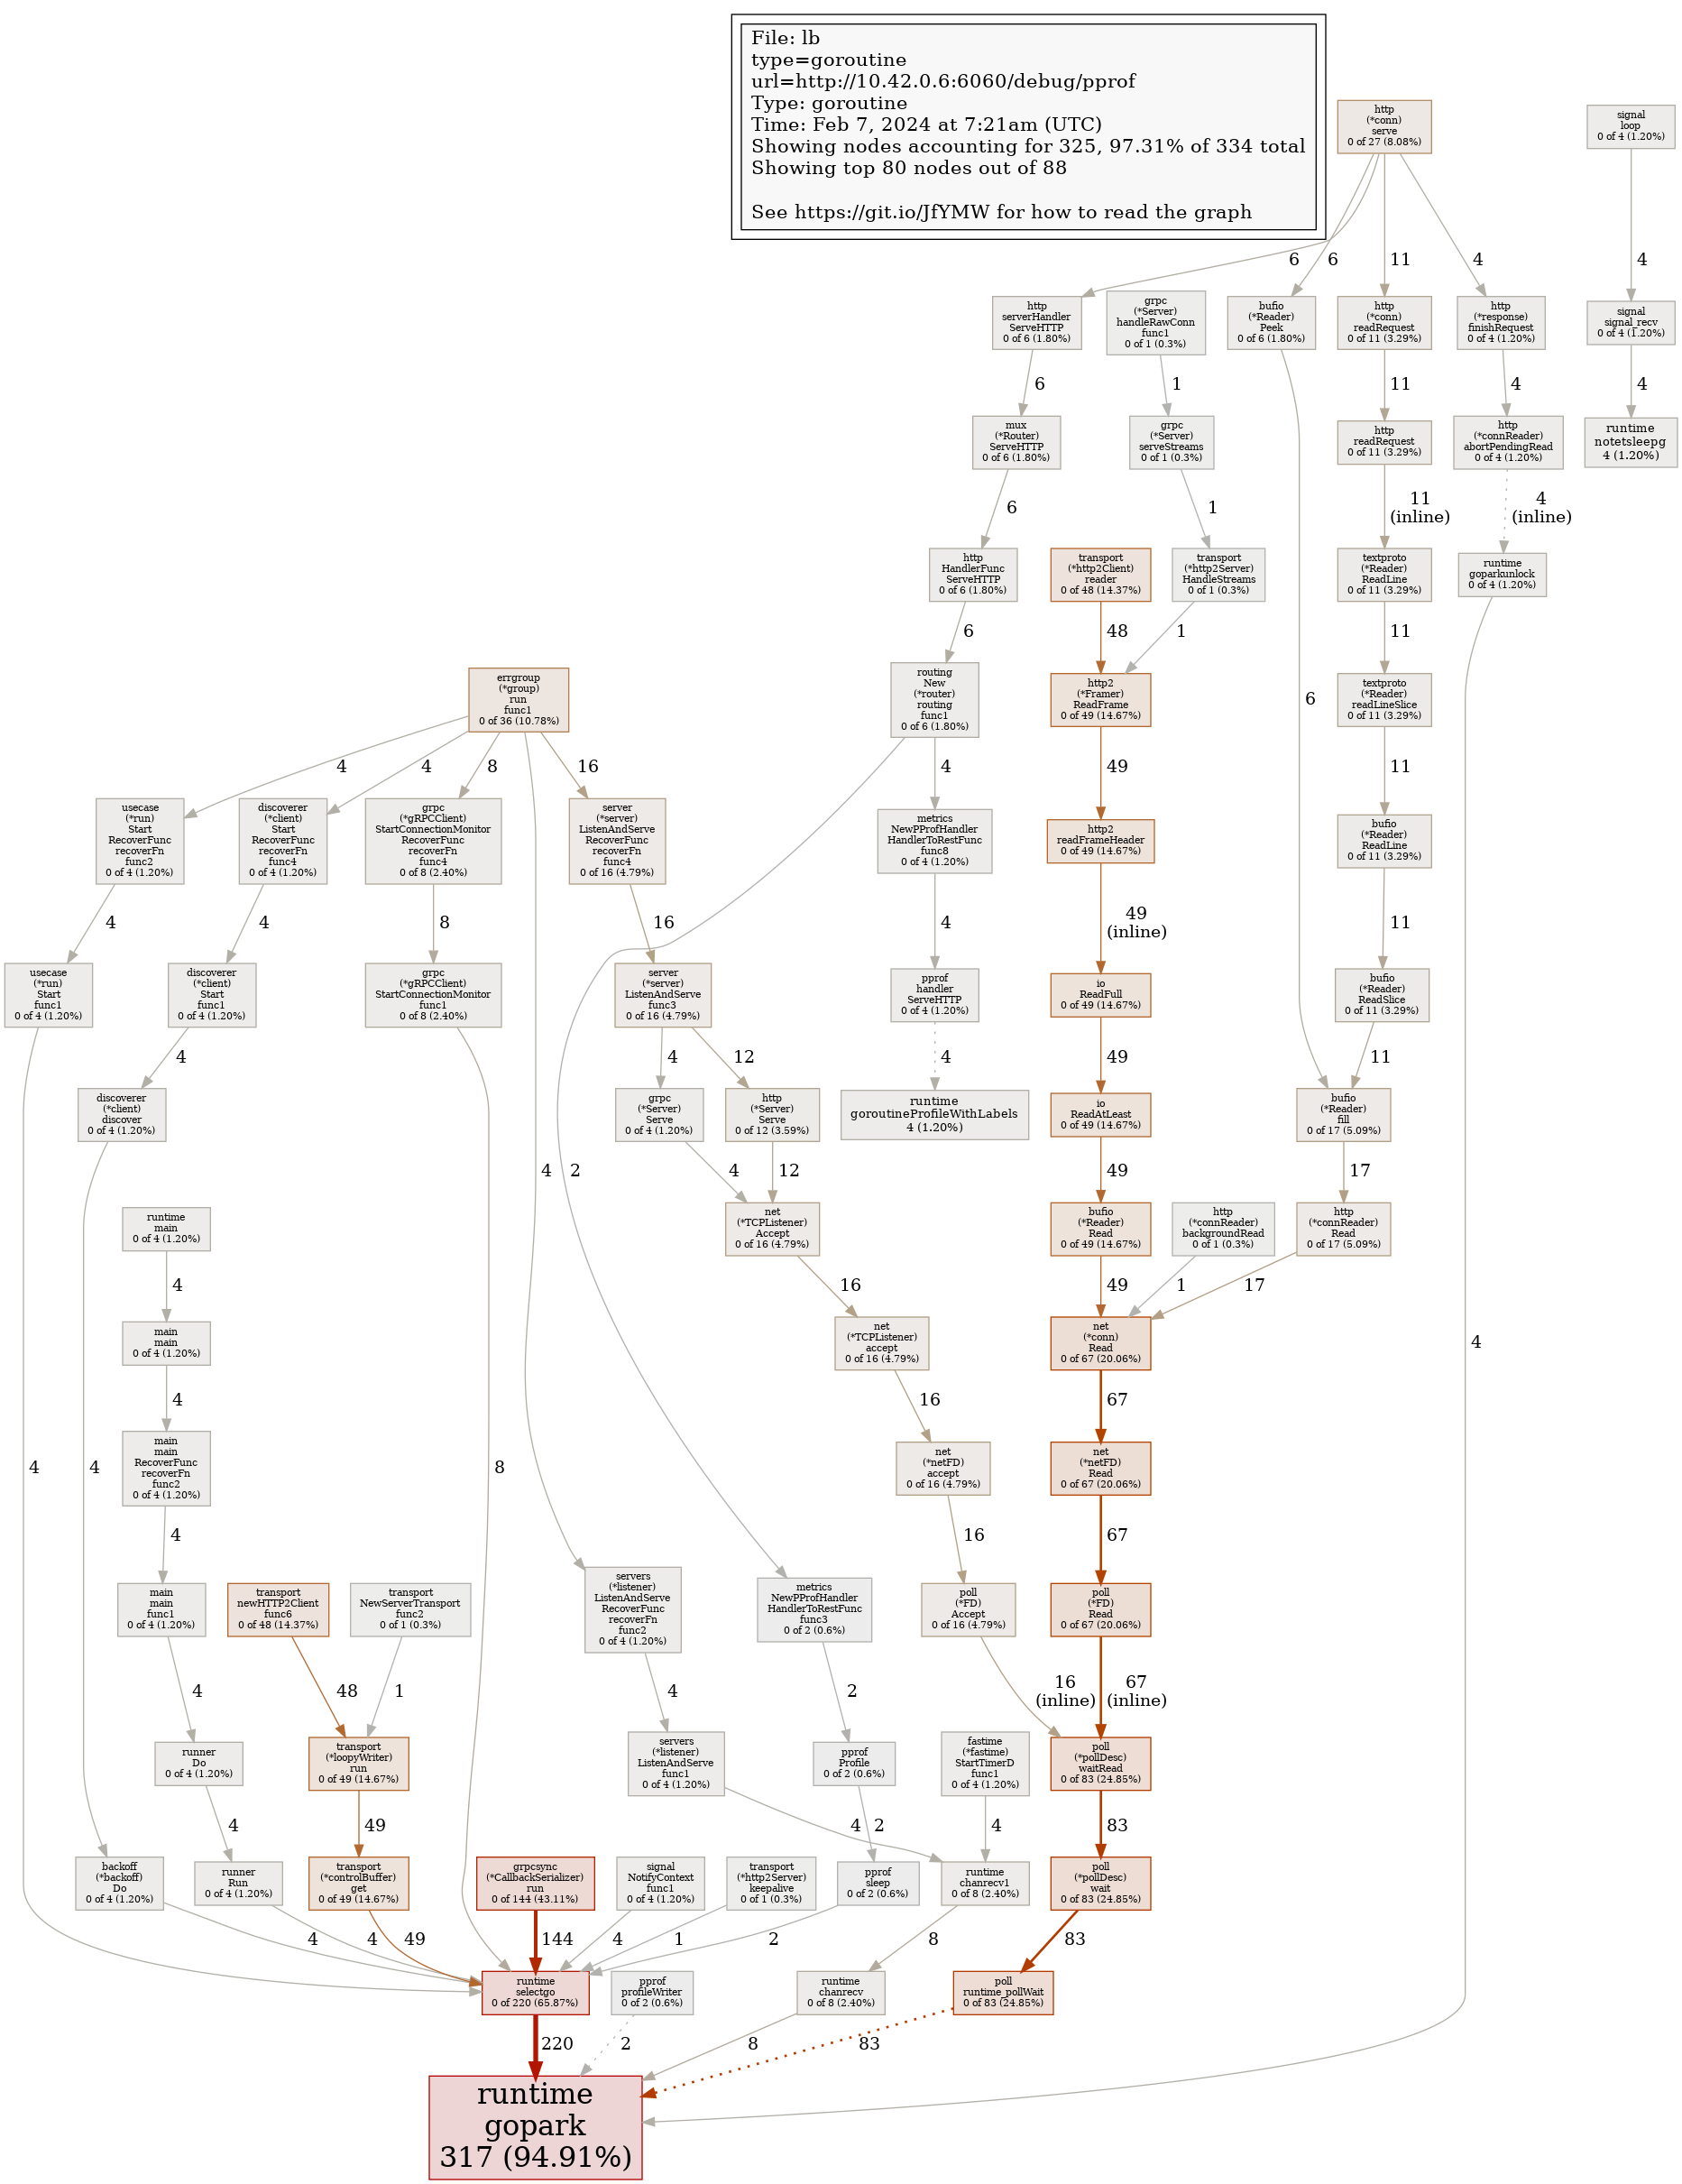 File: lb
type=goroutine
url=http://10.42.0.6:6060/debug/pprof
Type: goroutine
Time: Feb 7, 2024 at 7:21am (UTC)
Showing nodes accounting for 325, 97.31% of 334 total
Showing top 80 nodes out of 88
See https://git.io/JfYMW for how to read the graph
http
(*conn)
serve
0 of 27 (8.08%)
signal
loop
0 of 4 (1.20%)
6
6
11
4
4
http
serverHandler
ServeHTTP
0 of 6 (1.80%)
grpc
(*Server)
handleRawConn
func1
0 of 1 (0.3%)
bufio
(*Reader)
Peek
0 of 6 (1.80%)
http
(*conn)
readRequest
0 of 11 (3.29%)
http
(*response)
finishRequest
0 of 4 (1.20%)
signal
signal_recv
0 of 4 (1.20%)
6
1
11
4
4
mux
(*Router)
ServeHTTP
0 of 6 (1.80%)
grpc
(*Server)
serveStreams
0 of 1 (0.3%)
http
readRequest
0 of 11 (3.29%)
http
(*connReader)
abortPendingRead
0 of 4 (1.20%)
runtime
notetsleepg
4 (1.20%)
6
1
11
(inline)
4
(inline)
http
HandlerFunc
ServeHTTP
0 of 6 (1.80%)
transport
(*http2Client)
reader
0 of 48 (14.37%)
transport
(*http2Server)
HandleStreams
0 of 1 (0.3%)
textproto
(*Reader)
ReadLine
0 of 11 (3.29%)
runtime
goparkunlock
0 of 4 (1.20%)
6
48
1
11
errgroup
(*group)
run
func1
0 of 36 (10.78%)
routing
New
(*router)
routing
func1
0 of 6 (1.80%)
http2
(*Framer)
ReadFrame
0 of 49 (14.67%)
6
textproto
(*Reader)
readLineSlice
0 of 11 (3.29%)
4
4
8
16
4
49
11
usecase
(*run)
Start
RecoverFunc
recoverFn
func2
0 of 4 (1.20%)
discoverer
(*client)
Start
RecoverFunc
recoverFn
func4
0 of 4 (1.20%)
grpc
(*gRPCClient)
StartConnectionMonitor
RecoverFunc
recoverFn
func4
0 of 8 (2.40%)
server
(*server)
ListenAndServe
RecoverFunc
recoverFn
func4
0 of 16 (4.79%)
metrics
NewPProfHandler
HandlerToRestFunc
func8
0 of 4 (1.20%)
http2
readFrameHeader
0 of 49 (14.67%)
bufio
(*Reader)
ReadLine
0 of 11 (3.29%)
4
4
8
16
4
49
(inline)
11
usecase
(*run)
Start
func1
0 of 4 (1.20%)
discoverer
(*client)
Start
func1
0 of 4 (1.20%)
grpc
(*gRPCClient)
StartConnectionMonitor
func1
0 of 8 (2.40%)
server
(*server)
ListenAndServe
func3
0 of 16 (4.79%)
pprof
handler
ServeHTTP
0 of 4 (1.20%)
io
ReadFull
0 of 49 (14.67%)
bufio
(*Reader)
ReadSlice
0 of 11 (3.29%)
4
4
12
4
49
11
discoverer
(*client)
discover
0 of 4 (1.20%)
grpc
(*Server)
Serve
0 of 4 (1.20%)
http
(*Server)
Serve
0 of 12 (3.59%)
runtime
goroutineProfileWithLabels
4 (1.20%)
io
ReadAtLeast
0 of 49 (14.67%)
bufio
(*Reader)
fill
0 of 17 (5.09%)
4
2
4
12
49
17
runtime
main
0 of 4 (1.20%)
net
(*TCPListener)
Accept
0 of 16 (4.79%)
bufio
(*Reader)
Read
0 of 49 (14.67%)
http
(*connReader)
backgroundRead
0 of 1 (0.3%)
http
(*connReader)
Read
0 of 17 (5.09%)
4
16
49
1
17
main
main
0 of 4 (1.20%)
net
(*TCPListener)
accept
0 of 16 (4.79%)
net
(*conn)
Read
0 of 67 (20.06%)
4
4
16
67
main
main
RecoverFunc
recoverFn
func2
0 of 4 (1.20%)
net
(*netFD)
accept
0 of 16 (4.79%)
net
(*netFD)
Read
0 of 67 (20.06%)
4
4
8
4
16
67
main
main
func1
0 of 4 (1.20%)
transport
newHTTP2Client
func6
0 of 48 (14.37%)
transport
NewServerTransport
func2
0 of 1 (0.3%)
servers
(*listener)
ListenAndServe
RecoverFunc
recoverFn
func2
0 of 4 (1.20%)
metrics
NewPProfHandler
HandlerToRestFunc
func3
0 of 2 (0.6%)
poll
(*FD)
Accept
0 of 16 (4.79%)
poll
(*FD)
Read
0 of 67 (20.06%)
4
48
1
4
2
16
(inline)
67
(inline)
runner
Do
0 of 4 (1.20%)
transport
(*loopyWriter)
run
0 of 49 (14.67%)
servers
(*listener)
ListenAndServe
func1
0 of 4 (1.20%)
pprof
Profile
0 of 2 (0.6%)
fastime
(*fastime)
StartTimerD
func1
0 of 4 (1.20%)
poll
(*pollDesc)
waitRead
0 of 83 (24.85%)
4
49
4
2
4
83
backoff
(*backoff)
Do
0 of 4 (1.20%)
runner
Run
0 of 4 (1.20%)
transport
(*controlBuffer)
get
0 of 49 (14.67%)
grpcsync
(*CallbackSerializer)
run
0 of 144 (43.11%)
signal
NotifyContext
func1
0 of 4 (1.20%)
transport
(*http2Server)
keepalive
0 of 1 (0.3%)
pprof
sleep
0 of 2 (0.6%)
runtime
chanrecv1
0 of 8 (2.40%)
poll
(*pollDesc)
wait
0 of 83 (24.85%)
4
4
49
144
4
1
2
8
83
runtime
selectgo
0 of 220 (65.87%)
pprof
profileWriter
0 of 2 (0.6%)
runtime
chanrecv
0 of 8 (2.40%)
poll
runtime_pollWait
0 of 83 (24.85%)
220
2
8
83
runtime
gopark
317 (94.91%)